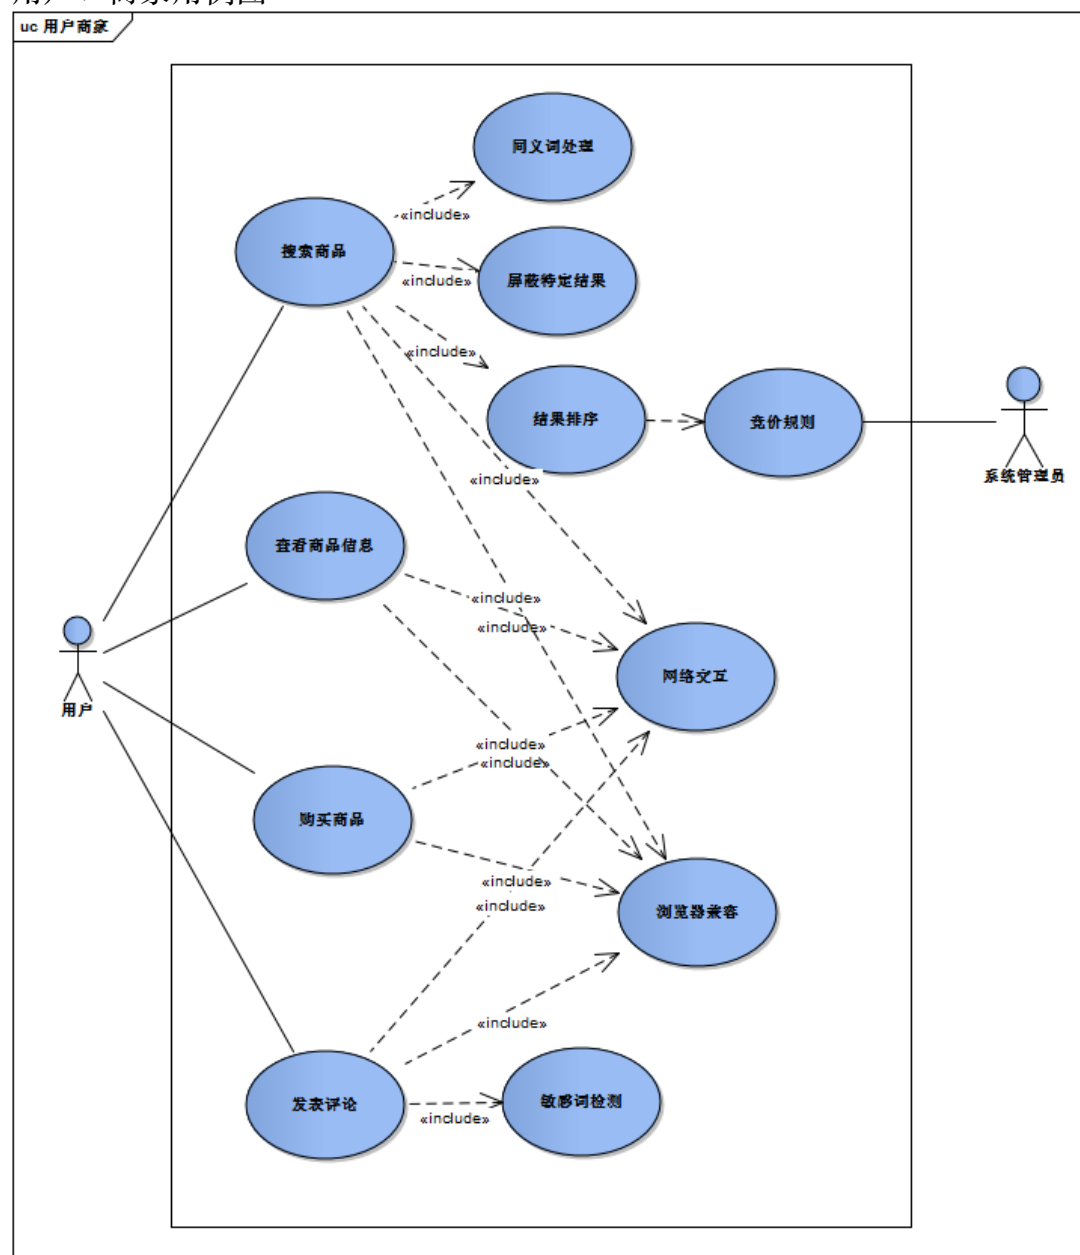 uc 用户商家
同义词处理
«include»
搜索商品
屏蔽特定结果
«include»
«include»
结果排序
竞价规则
系统管理员
«include»
查看商品信息
«include»
«include»
网络交互
用户
«include»
«include»
购买商品
«include»
«include»
浏览器兼容
«include»
发表评论
敏感词检测
«include»